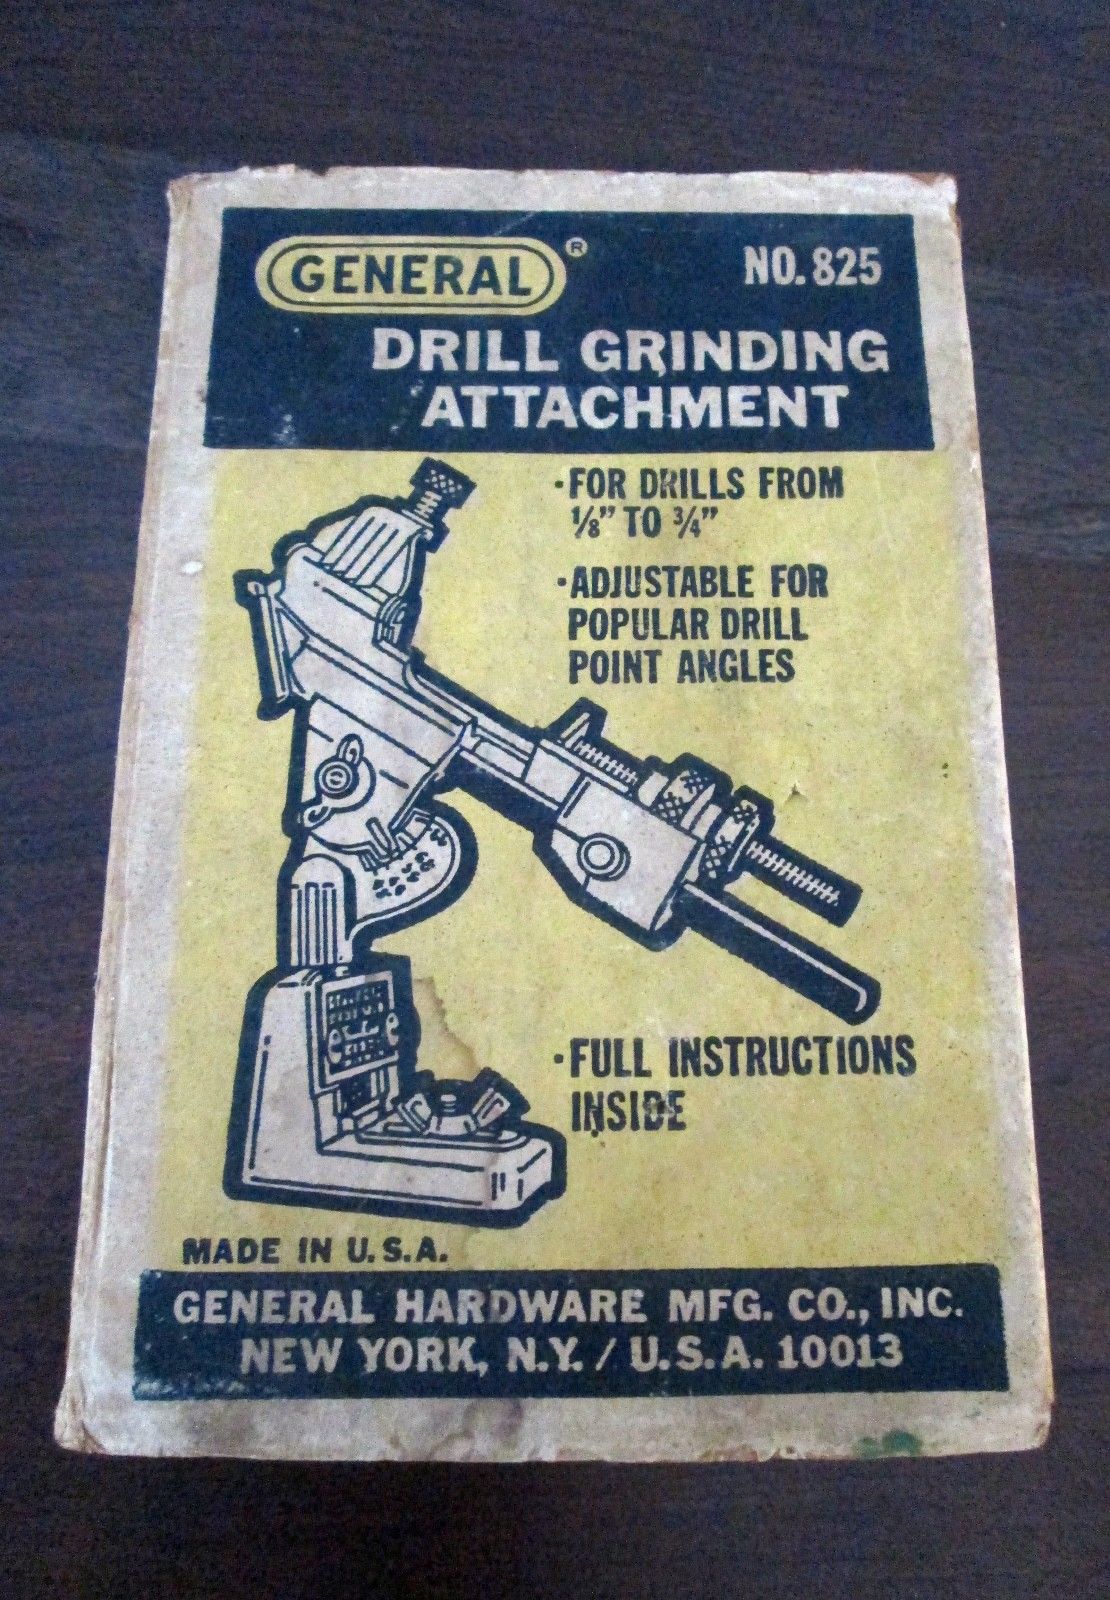 GENERAL®
NO. 825
DRILL GRINDING
ATTACHMENT
·FOR DRILLS FROM
1/8" TO 3/4"
·ADJUSTABLE FOR
POPULAR DRILL
POINT ANGLES
·FULL INSTRUCTIONS
INSIDE
MADE IN U.S.A.
GENERAL HARDWARE MFG. CO., INC.
NEW YORK, N.Y. / U.S.A. 10013